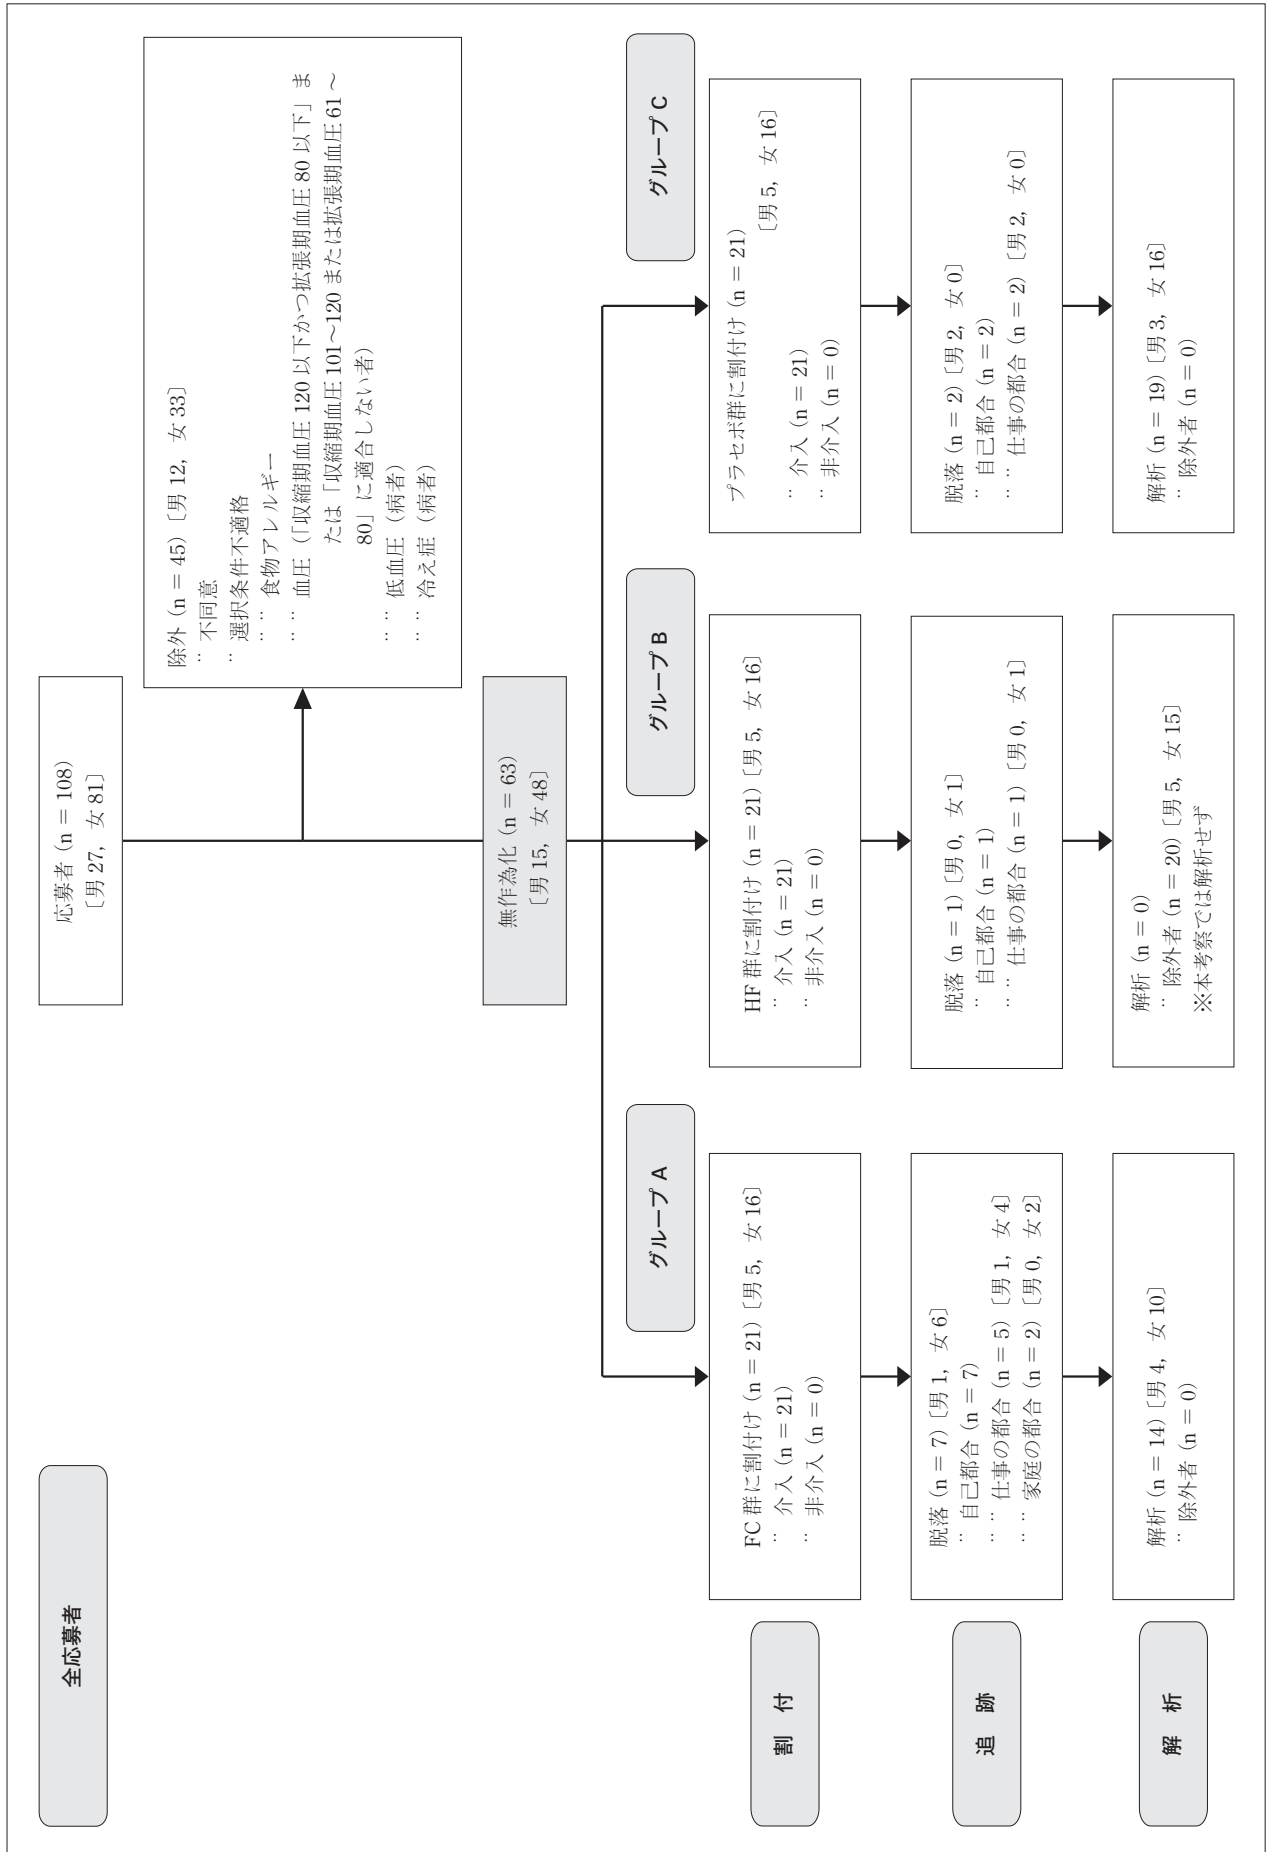 全応募者
応募者 (n = 108)
〔男 27, 女 81〕
除外 (n = 45)〔男 12, 女 33〕
¨ 不同意
¨ 選択条件不適格
¨ ¨ 食物アレルギー
¨ ¨ 血圧（「収縮期血圧 120 以下かつ拡張期血圧 80 以下」ま
たは「収縮期血圧 101～120 または拡張期血圧 61～
80」に適合しない者）
¨ ¨ 低血圧（病者）
¨ ¨ 冷え症（病者）
無作為化 (n = 63)
〔男 15, 女 48〕
グループ A
グループ B
グループ C
割 付
FC 群に割付け (n = 21)〔男 5, 女 16〕
¨ 介入 (n = 21)
¨ 非介入 (n = 0)
HF 群に割付け (n = 21)〔男 5, 女 16〕
¨ 介入 (n = 21)
¨ 非介入 (n = 0)
プラセボ群に割付け (n = 21)
〔男 5, 女 16〕
¨ 介入 (n = 21)
¨ 非介入 (n = 0)
追 跡
脱落 (n = 7)〔男 1, 女 6〕
¨ 自己都合 (n = 7)
¨ ¨ 仕事の都合 (n = 5)〔男 1, 女 4〕
¨ ¨ 家庭の都合 (n = 2)〔男 0, 女 2〕
脱落 (n = 1)〔男 0, 女 1〕
¨ 自己都合 (n = 1)
¨ ¨ 仕事の都合 (n = 1)〔男 0, 女 1〕
脱落 (n = 2)〔男 2, 女 0〕
¨ 自己都合 (n = 2)
¨ ¨ 仕事の都合 (n = 2)〔男 2, 女 0〕
解 析
解析 (n = 14)〔男 4, 女 10〕
¨ 除外者 (n = 0)
解析 (n = 0)
¨ 除外者 (n = 20)〔男 5, 女 15〕
※本考察では解析せず
解析 (n = 19)〔男 3, 女 16〕
¨ 除外者 (n = 0)